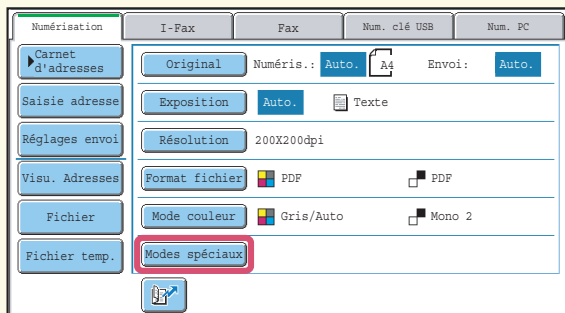 Numérisation I-Fax Fax Num. clé USB Num. PC
Carnet
d'adresses
Original Numéris.: Auto. A4 Envoi: Auto.
Saisie adresse
Exposition Auto. Texte
Réglages envoi
Résolution 200X200dpi
Visu. Adresses
Format fichier PDF PDF
Fichier
Mode couleur Gris/Auto Mono 2
Fichier temp.
Modes spéciaux